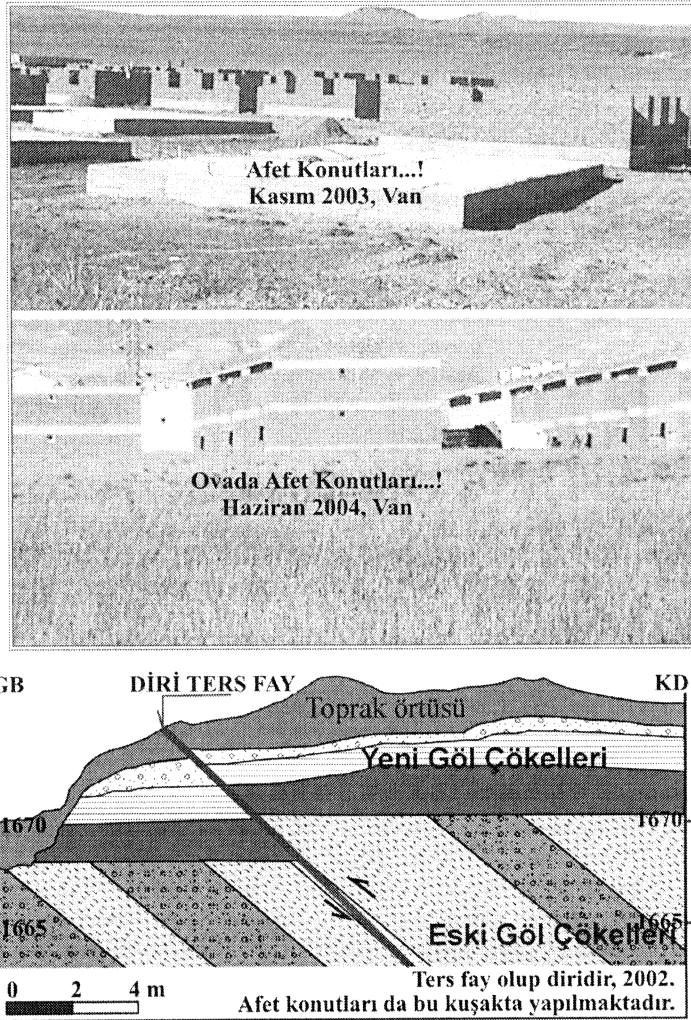 Afet Konutları...!
Kasım 2003, Van
Ovada Afet Konutları...!
Haziran 2004, Van
GB DİRİ TERS FAY KD
Toprak örtüsü
Yeni Göl Çökelleri
1670 1670
1665 1665
Eski Göl Çökelleri
0 2 4 m
Ters fay olup diridir, 2002.
Afet konutları da bu kuşakta yapılmaktadır.